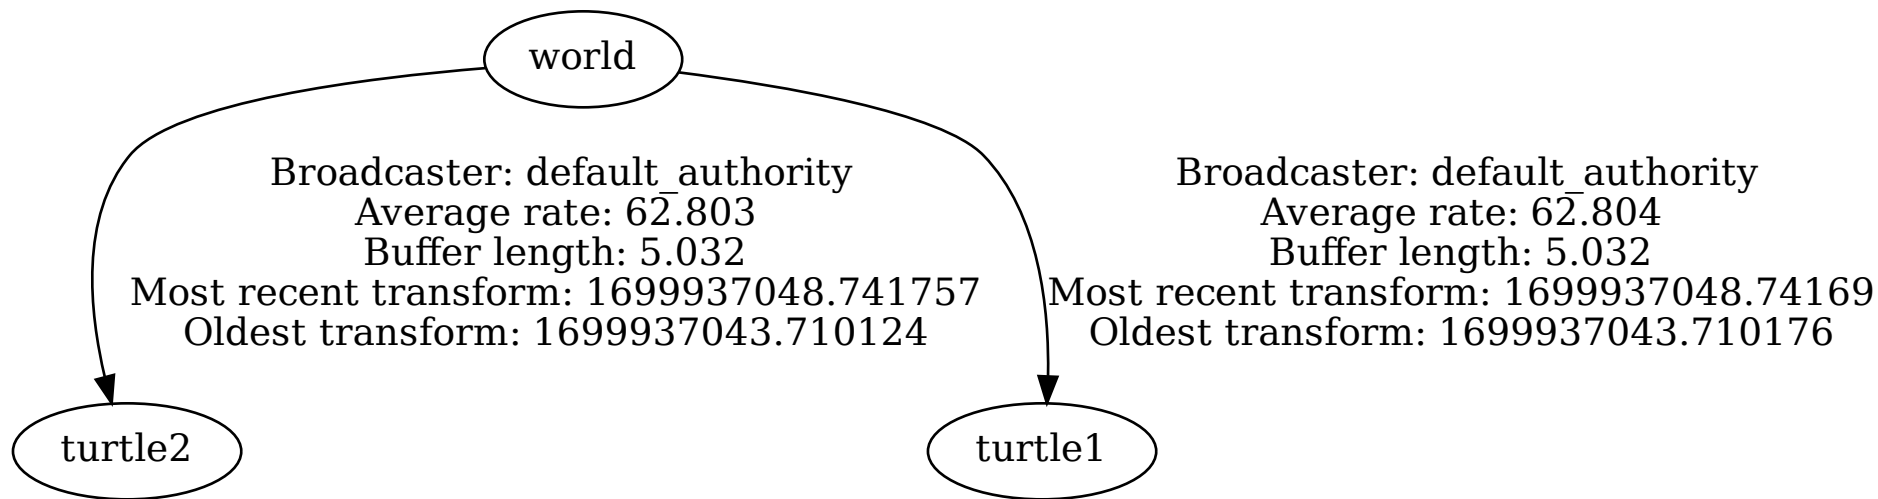 world
Broadcaster: default_authority
Average rate: 62.803
Buffer length: 5.032
Most recent transform: 1699937048.741757
Oldest transform: 1699937043.710124
Broadcaster: default_authority
Average rate: 62.804
Buffer length: 5.032
Most recent transform: 1699937048.74169
Oldest transform: 1699937043.710176
turtle2
turtle1